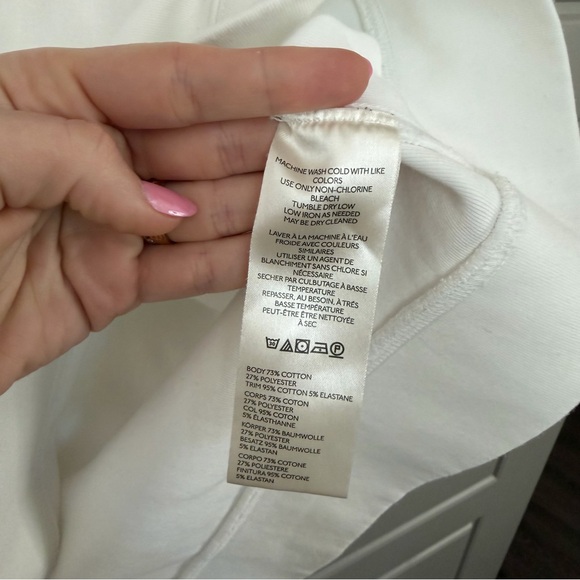 MACHINE WASH COLD WITH LIKE
COLORS
USE ONLY NON-CHLORINE
BLEACH
TUMBLE DRY LOW
LOW IRON AS NEEDED
MAY BE DRY CLEANED
LAVER À LA MACHINE À L'EAU
FROIDE AVEC COULEURS
SIMILAIRES
UTILISER UN AGENT DE
BLANCHIMENT SANS CHLORE SI
NÉCESSAIRE
SECHER PAR CULBUTAGE À BASSE
TEMPERATURE
REPASSER, AU BESOIN, À TRÉS
BASSE TEMPÉRATURE
PEUT-ÊTRE ÊTRE NETTOYÉE
À SEC
30 P
BODY 73% COTTON
27% POLYESTER
TRIM 95% COTTON 5% ELASTANE
CORPS 73% COTON
27% POLYESTER
COL 95% COTON
5% ÉLASTHANNE
KÖRPER 73% BAUMWOLLE
27% POLYESTER
BESATZ 95% BAUMWOLLE
5% ELASTAN
CORPO 73% COTONE
27% POLIESTERE
FINITURA 95% COTONE
5% ELASTAN